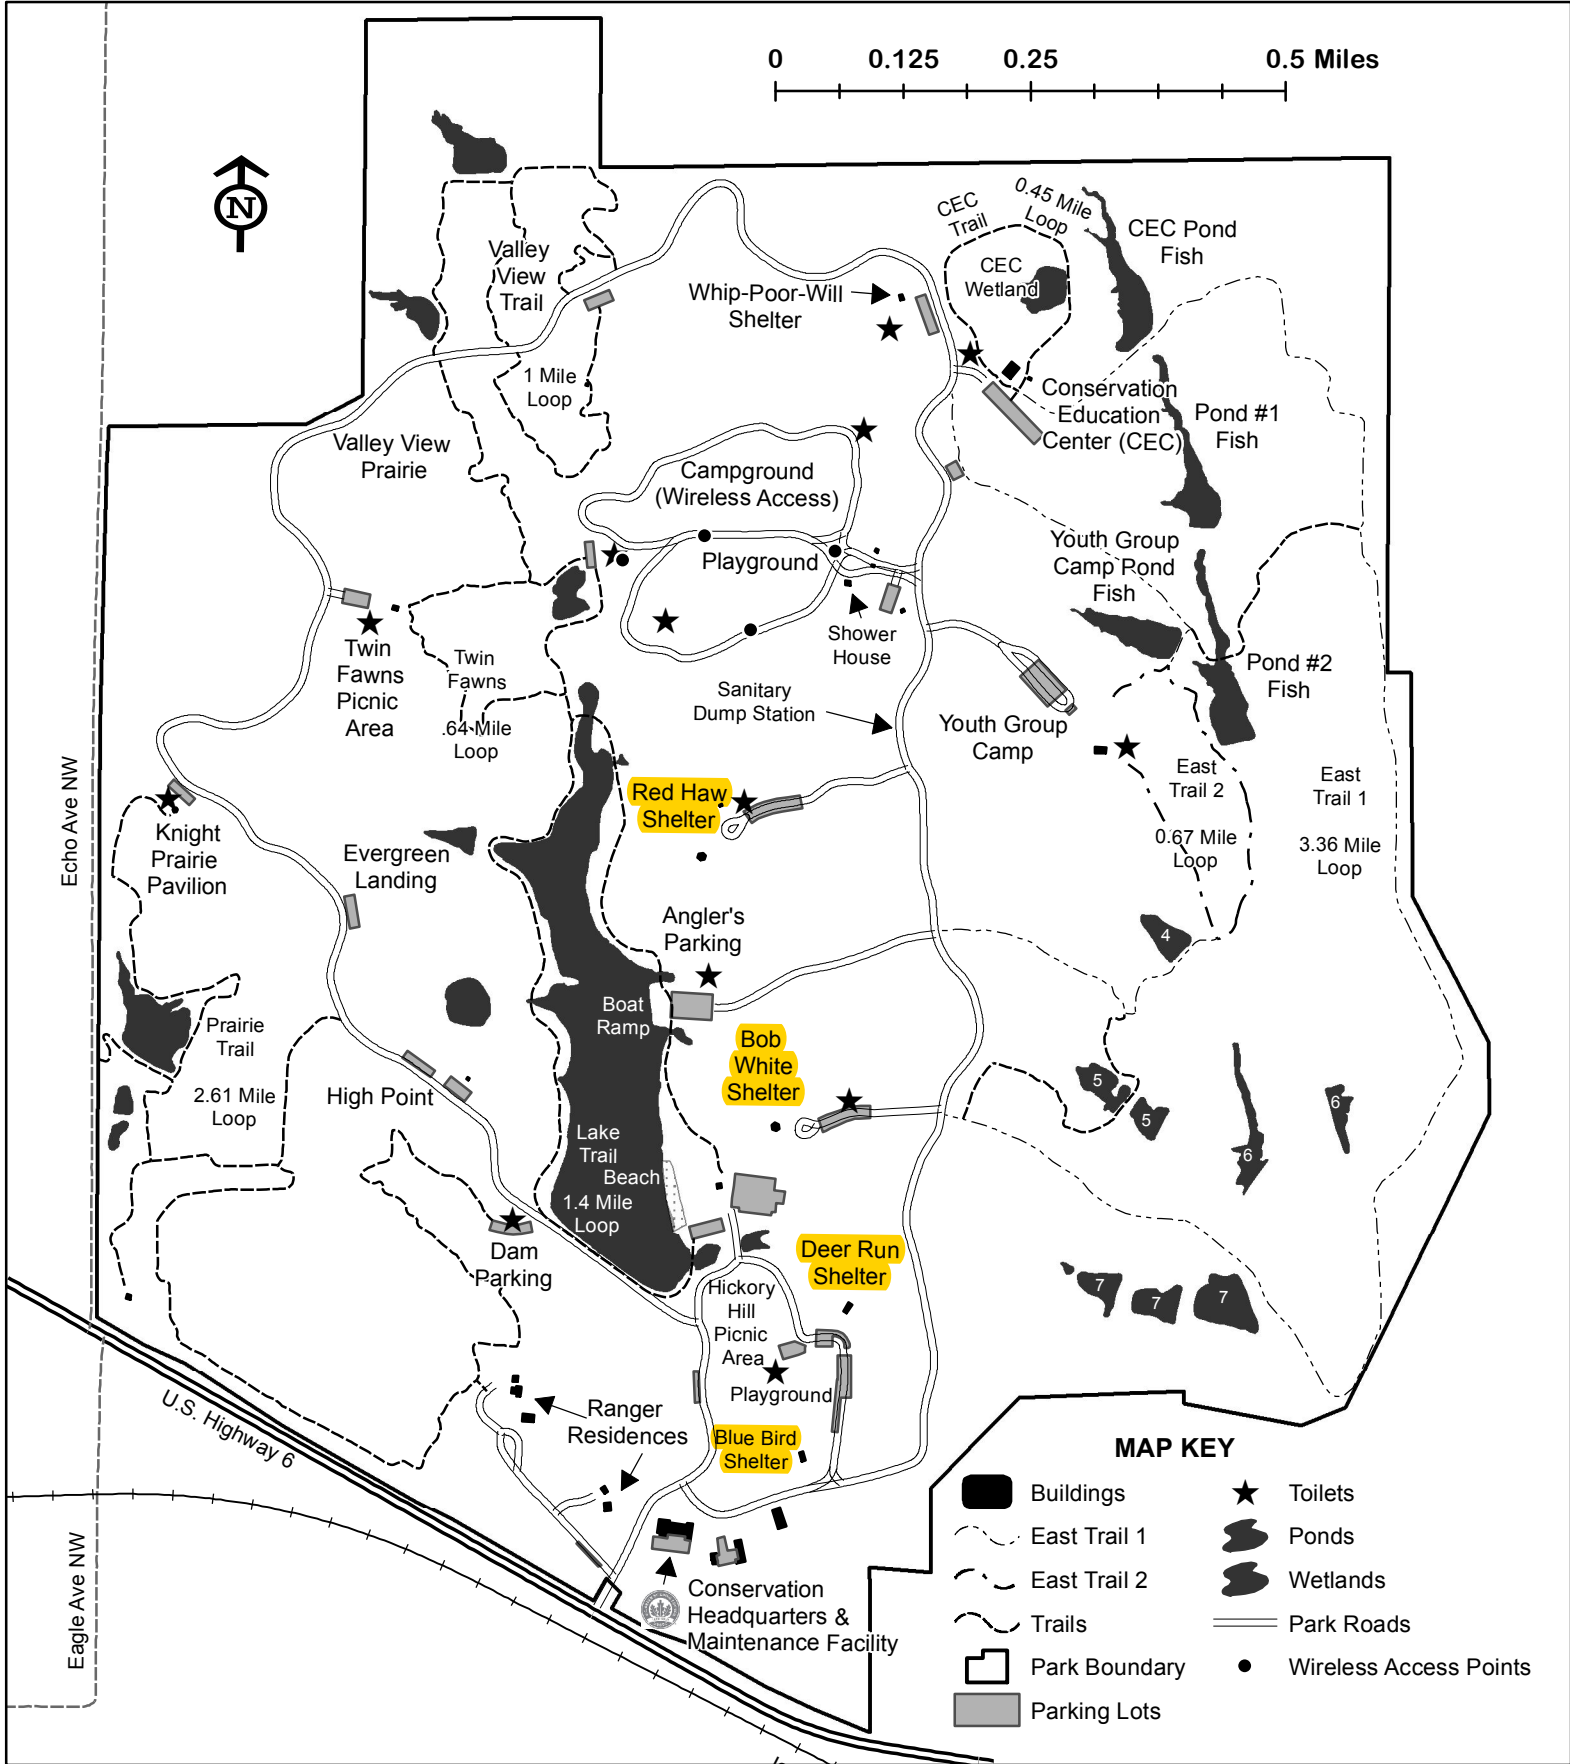 0 0.125 0.25 0.5 Miles
N
CEC
Trail
0.45 Mile
Loop
CEC Pond
Fish
CEC
Wetland
Valley
View
Trail
Whip-Poor-Will
Shelter
1 Mile
Loop
Conservation
Education
Center (CEC)
Pond #1
Fish
Valley View
Prairie
Campground
(Wireless Access)
Playground
Youth Group
Camp Pond
Fish
Shower
House
Twin
Fawns
Picnic
Area
Twin
Fawns
.64 Mile
Loop
Sanitary
Dump Station
Youth Group
Camp
Pond #2
Fish
East
Trail 2
0.67 Mile
Loop
East
Trail 1
3.36 Mile
Loop
Red Haw
Shelter
Echo Ave NW
Knight
Prairie
Pavilion
Evergreen
Landing
Angler's
Parking
4
Boat
Ramp
Prairie
Trail
2.61 Mile
Loop
Bob
White
Shelter
High Point
5
5
6
6
Lake
Trail
Beach
1.4 Mile
Loop
Dam
Parking
Deer Run
Shelter
7
7
7
Hickory
Hill
Picnic
Area
Playground
U.S. Highway 6
Ranger
Residences
Blue Bird
Shelter
Eagle Ave NW
Conservation
Headquarters &
Maintenance Facility
MAP KEY
Buildings
East Trail 1
East Trail 2
Trails
Park Boundary
Parking Lots
Toilets
Ponds
Wetlands
Park Roads
Wireless Access Points